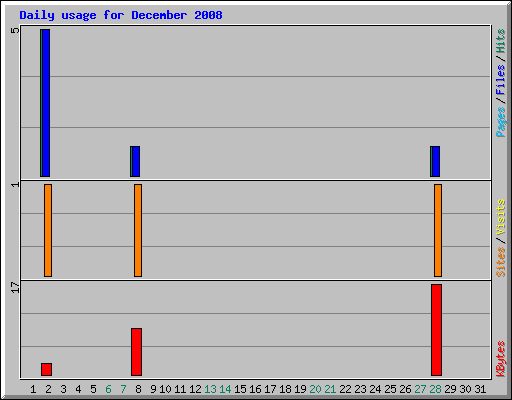 Daily usage for December 2008
5
Pages / Files / Hits
1
Sites / Visits
17
KBytes
1 2 3 4 5 6 7 8 9 10 11 12 13 14 15 16 17 18 19 20 21 22 23 24 25 26 27 28 29 30 31